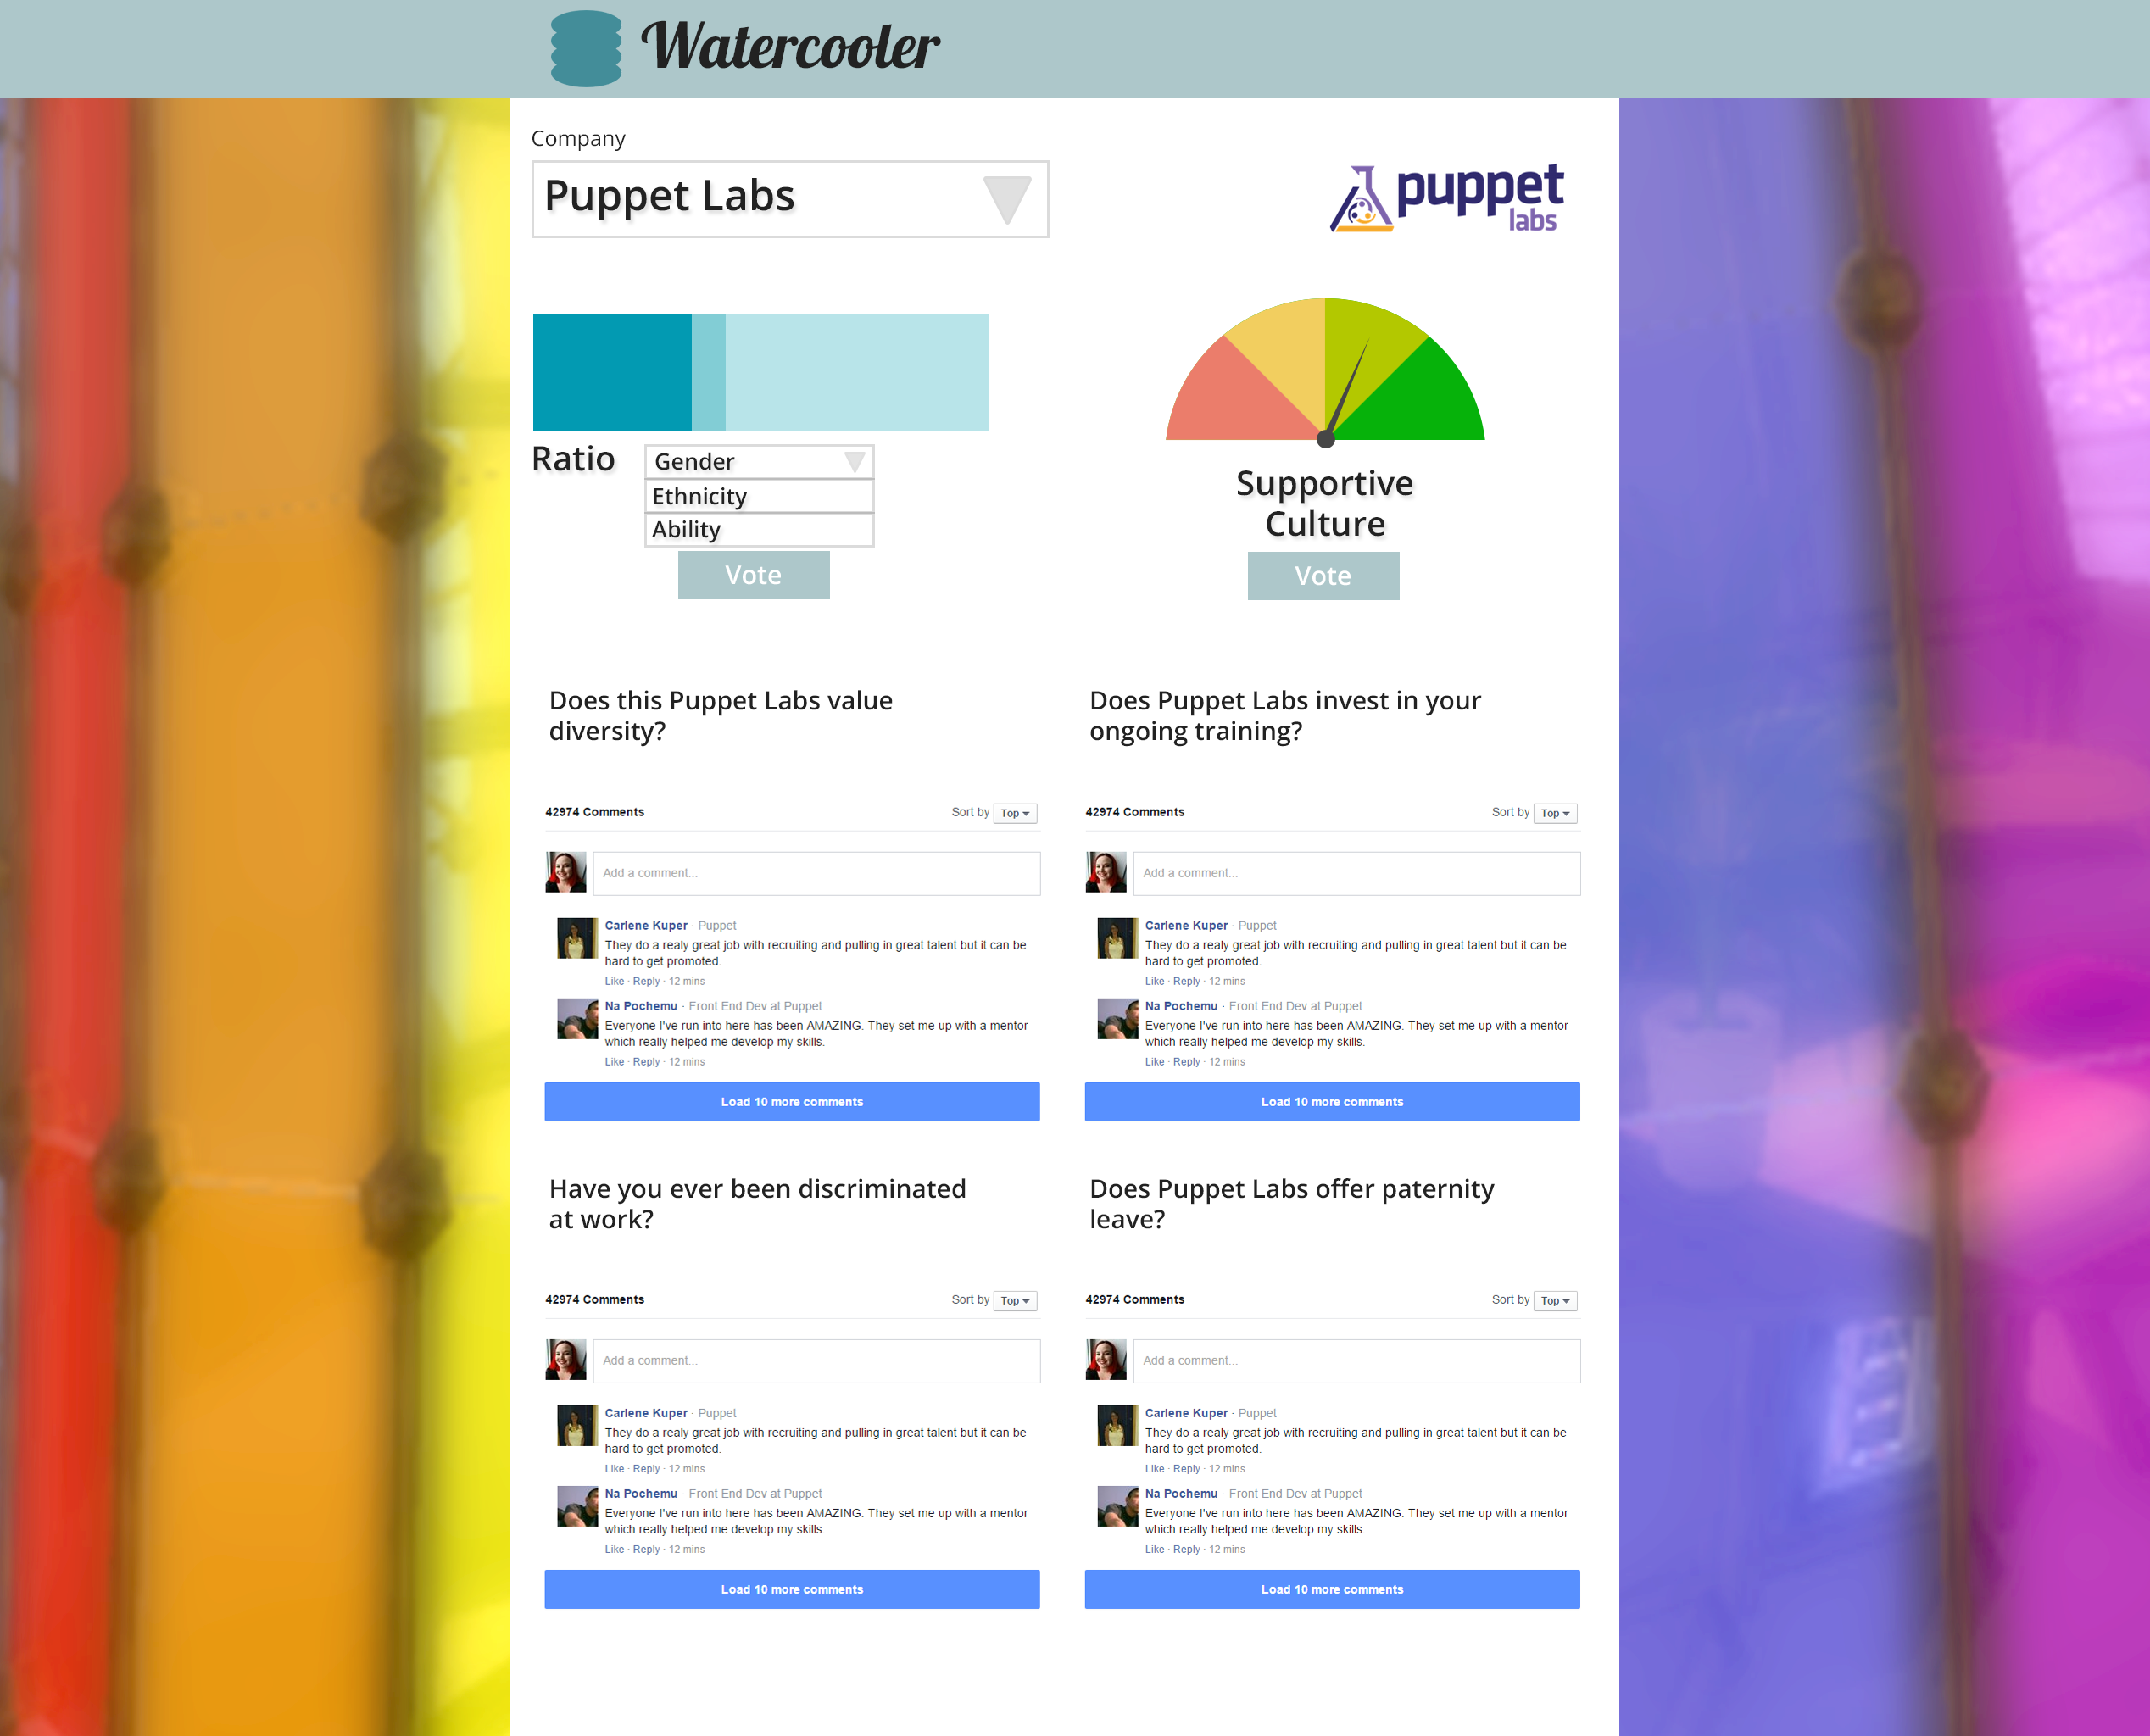 Watercooler
Company
Puppet Labs
puppet
labs
Ratio
Gender
Ethnicity
Ability
Vote
Supportive
Culture
Vote
Does this Puppet Labs value
diversity?
42974 Comments Sort by Top
Add a comment...
Carlene Kuper · Puppet
They do a realy great job with recruiting and pulling in great talent but it can be
hard to get promoted.
Like · Reply · 12 mins
Na Pochemu · Front End Dev at Puppet
Everyone I've run into here has been AMAZING. They set me up with a mentor
which really helped me develop my skills.
Like · Reply · 12 mins
Load 10 more comments
Does Puppet Labs invest in your
ongoing training?
42974 Comments Sort by Top
Add a comment...
Carlene Kuper · Puppet
They do a realy great job with recruiting and pulling in great talent but it can be
hard to get promoted.
Like · Reply · 12 mins
Na Pochemu · Front End Dev at Puppet
Everyone I've run into here has been AMAZING. They set me up with a mentor
which really helped me develop my skills.
Like · Reply · 12 mins
Load 10 more comments
Have you ever been discriminated
at work?
42974 Comments Sort by Top
Add a comment...
Carlene Kuper · Puppet
They do a realy great job with recruiting and pulling in great talent but it can be
hard to get promoted.
Like · Reply · 12 mins
Na Pochemu · Front End Dev at Puppet
Everyone I've run into here has been AMAZING. They set me up with a mentor
which really helped me develop my skills.
Like · Reply · 12 mins
Load 10 more comments
Does Puppet Labs offer paternity
leave?
42974 Comments Sort by Top
Add a comment...
Carlene Kuper · Puppet
They do a realy great job with recruiting and pulling in great talent but it can be
hard to get promoted.
Like · Reply · 12 mins
Na Pochemu · Front End Dev at Puppet
Everyone I've run into here has been AMAZING. They set me up with a mentor
which really helped me develop my skills.
Like · Reply · 12 mins
Load 10 more comments